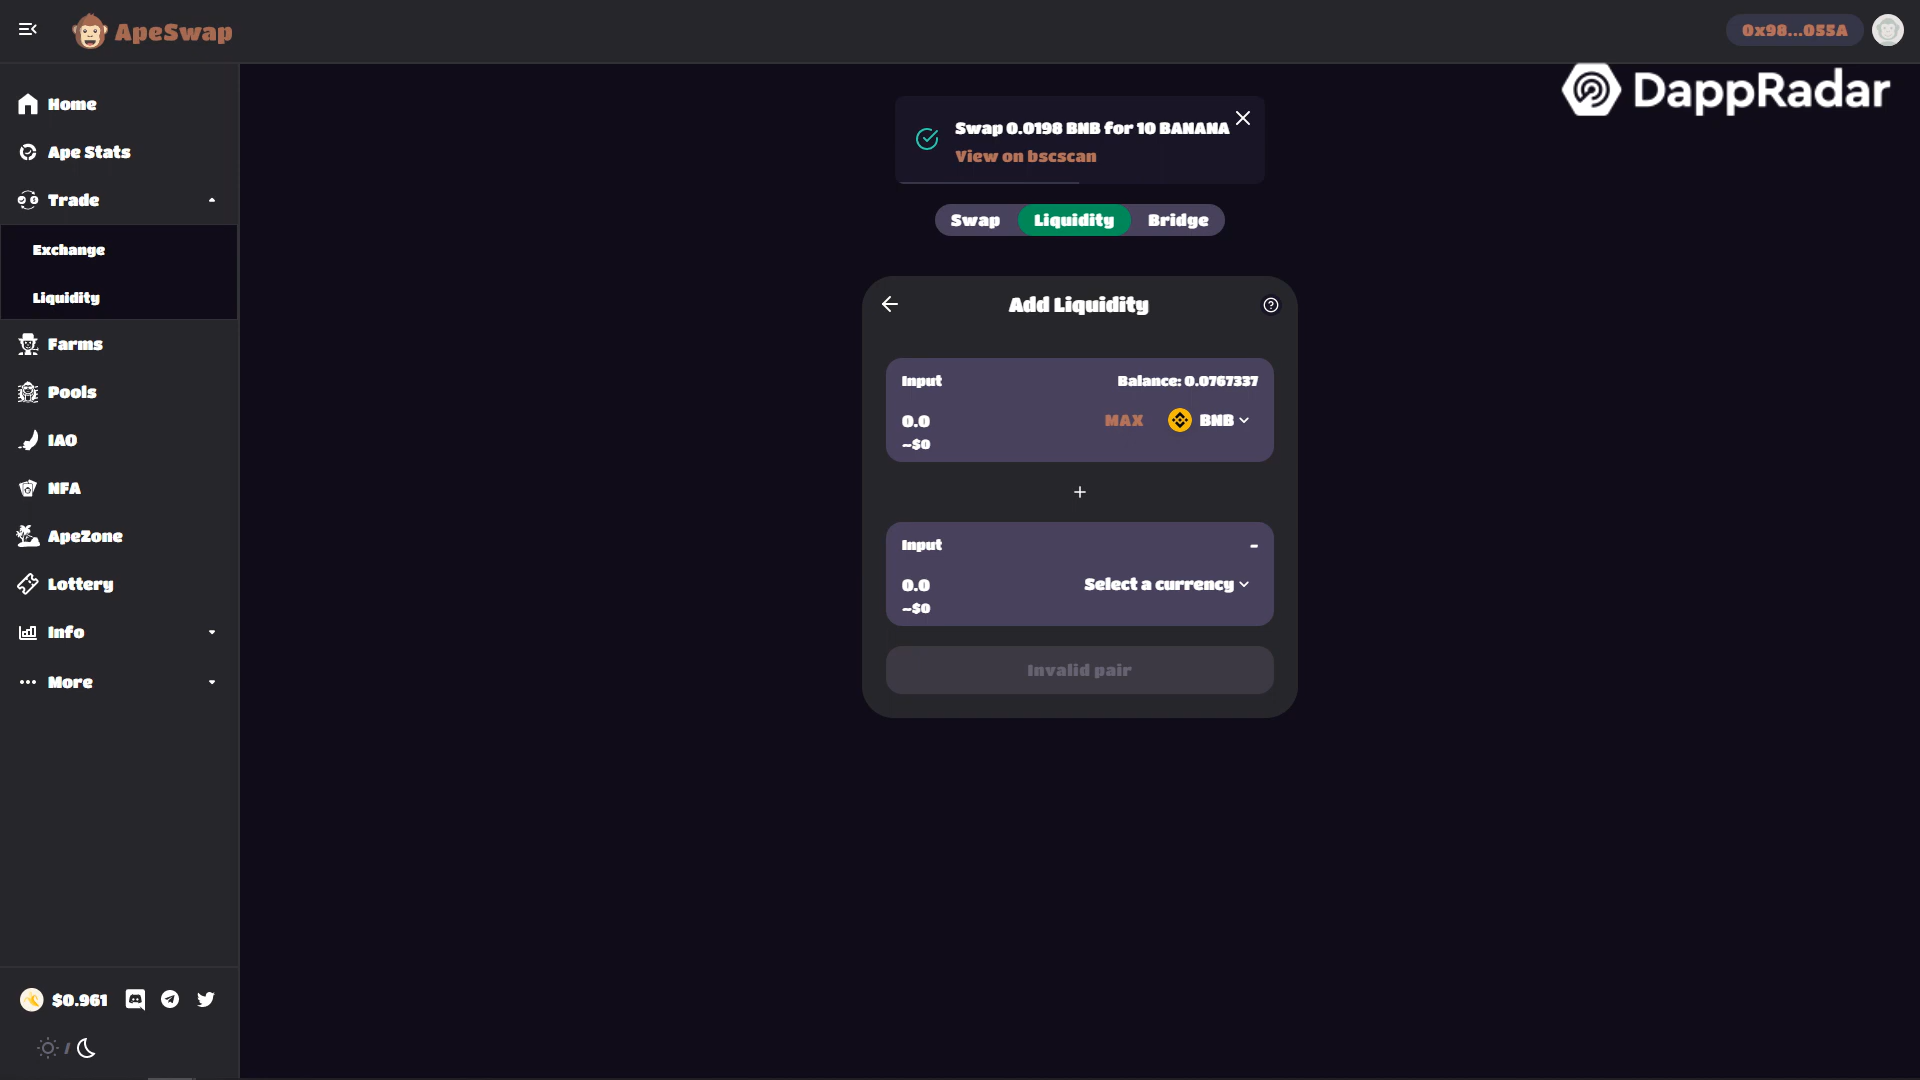 ApeSwap
0x98...055A
DappRadar
Home
Ape Stats
Trade
Exchange
Liquidity
Farms
Pools
IAO
NFA
ApeZone
Lottery
Info
More
$0.961
/
Swap 0.0198 BNB for 10 BANANA
View on bscscan
Swap Liquidity Bridge
Add Liquidity
Input Balance: 0.0767337
0.0 MAX BNB
~$0
+
Input -
0.0 Select a currency
~$0
Invalid pair